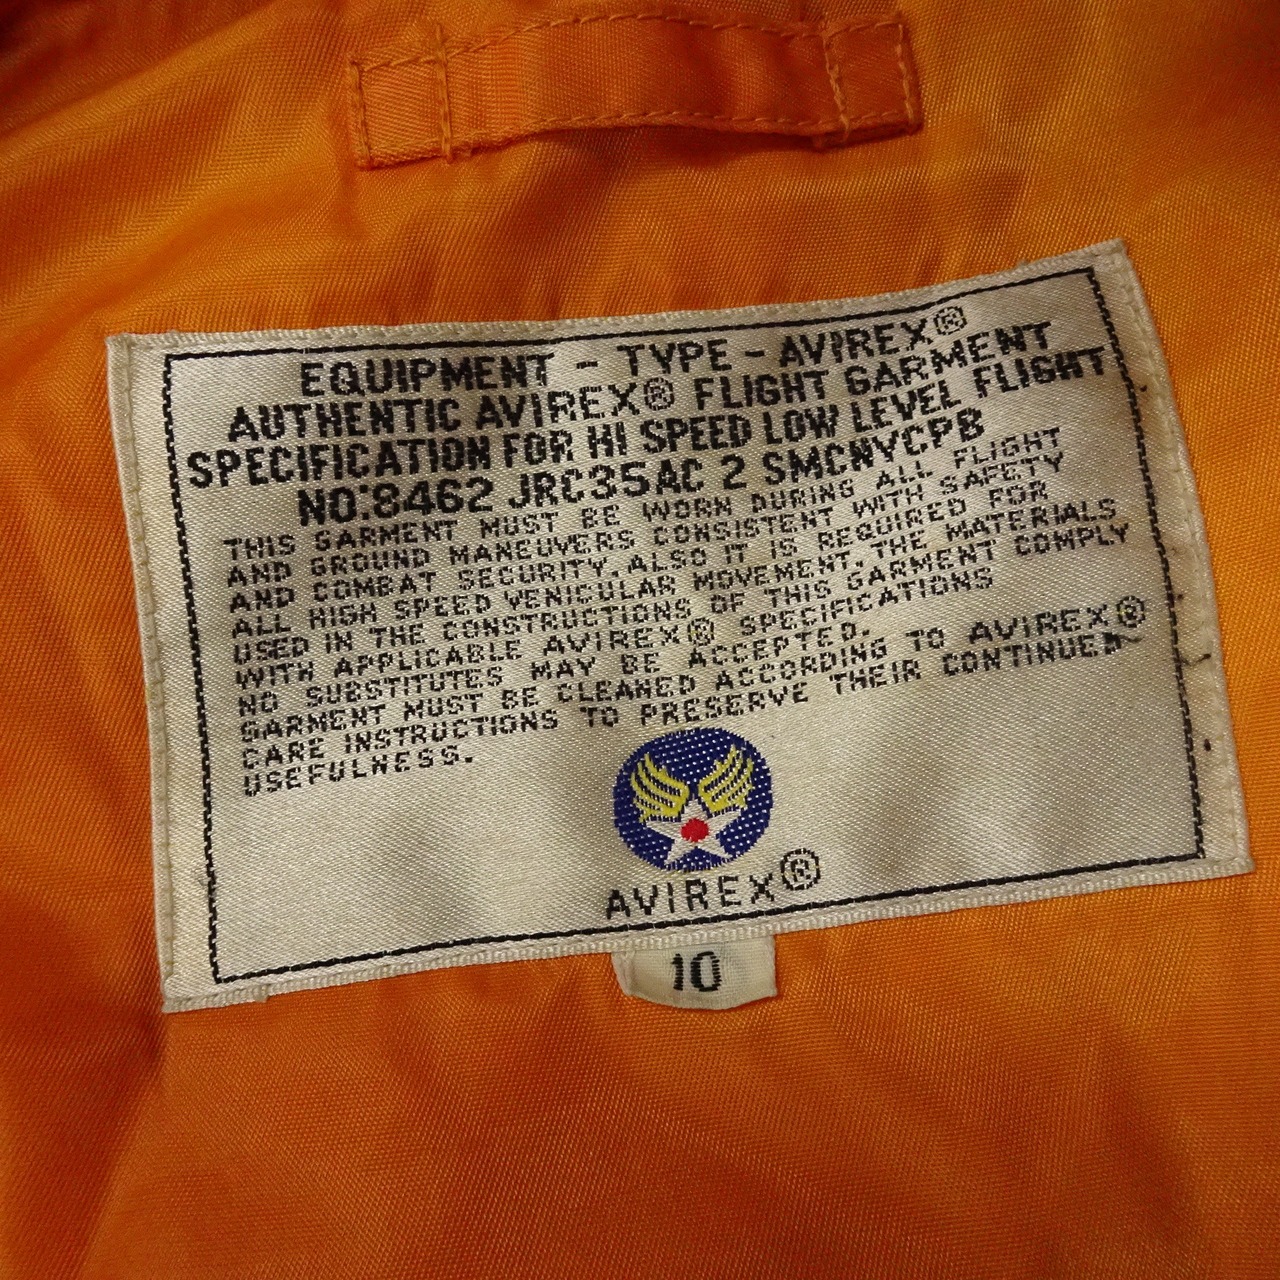 EQUIPMENT - TYPE - AVIREX®
AUTHENTIC AVIREX® FLIGHT GARMENT
SPECIFICATION FOR HI SPEED LOW LEVEL FLIGHT
NO:8462 JRC35AC 2 SMCNVCPB
THIS GARMENT MUST BE WORN DURING ALL FLIGHT
AND GROUND MANEUVERS CONSISTENT WITH SAFETY
AND COMBAT SECURITY. ALSO IT IS REQUIRED FOR
ALL HIGH SPEED VENICULAR MOVEMENT. THE MATERIALS
USED IN THE CONSTRUCTIONS OF THIS GARMENT COMPLY
WITH APPLICABLE AVIREX® SPECIFICATIONS
NO SUBSTITUTES MAY BE ACCEPTED.
GARMENT MUST BE CLEANED ACCORDING TO AVIREX®
CARE INSTRUCTIONS TO PRESERVE THEIR CONTINUED
USEFULNESS.
AVIREX®
10